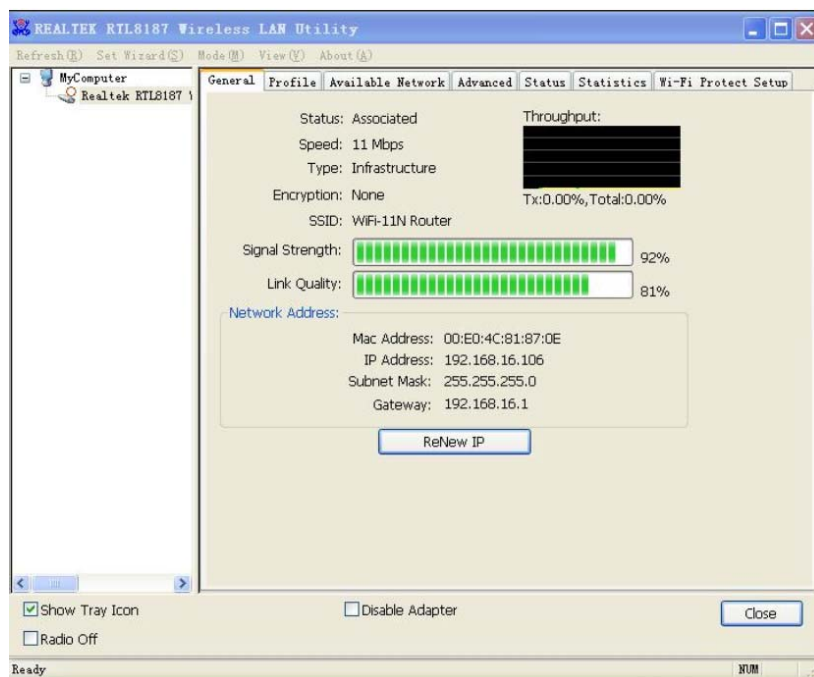 REALTEK RTL8187 Wireless LAN Utility
Refresh(R) Set Wizard(S) Mode(M) View(V) About(A)
MyComputer
Realtek RTL8187
General Profile Available Network Advanced Status Statistics Wi-Fi Protect Setup
Status: Associated
Throughput:
Speed: 11 Mbps
Type: Infrastructure
Encryption: None
Tx:0.00%, Total:0.00%
SSID: WiFi-11N Router
Signal Strength: 92%
Link Quality: 81%
Network Address:
Mac Address: 00:E0:4C:81:87:0E
IP Address: 192.168.16.106
Subnet Mask: 255.255.255.0
Gateway: 192.168.16.1
ReNew IP
Show Tray Icon
Disable Adapter
Close
Radio Off
Ready
NUM